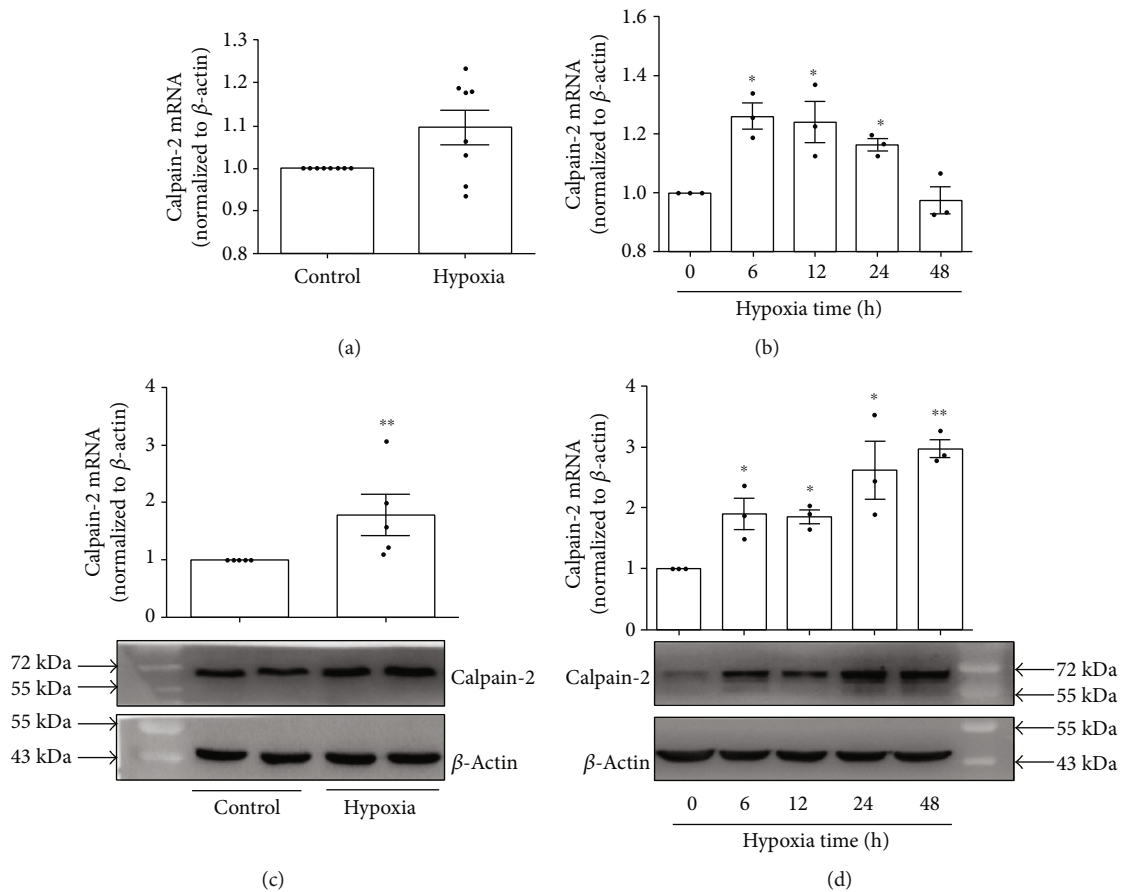 Calpain-2 mRNA
(normalized to β-actin)
1.3
1.2
1.1
1.0
0.9
0.8
Control
Hypoxia
(a)
Calpain-2 mRNA
(normalized to β-actin)
1.6
1.4
1.2
1.0
0.8
*
*
*
0
6
12
24
48
Hypoxia time (h)
(b)
Calpain-2 mRNA
(normalized to β-actin)
4
3
2
1
0
**
72 kDa
55 kDa
Calpain-2
55 kDa
43 kDa
β-Actin
Control
Hypoxia
(c)
Calpain-2 mRNA
(normalized to β-actin)
4
3
2
1
0
*
*
*
**
Calpain-2
72 kDa
55 kDa
β-Actin
55 kDa
43 kDa
0
6
12
24
48
Hypoxia time (h)
(d)